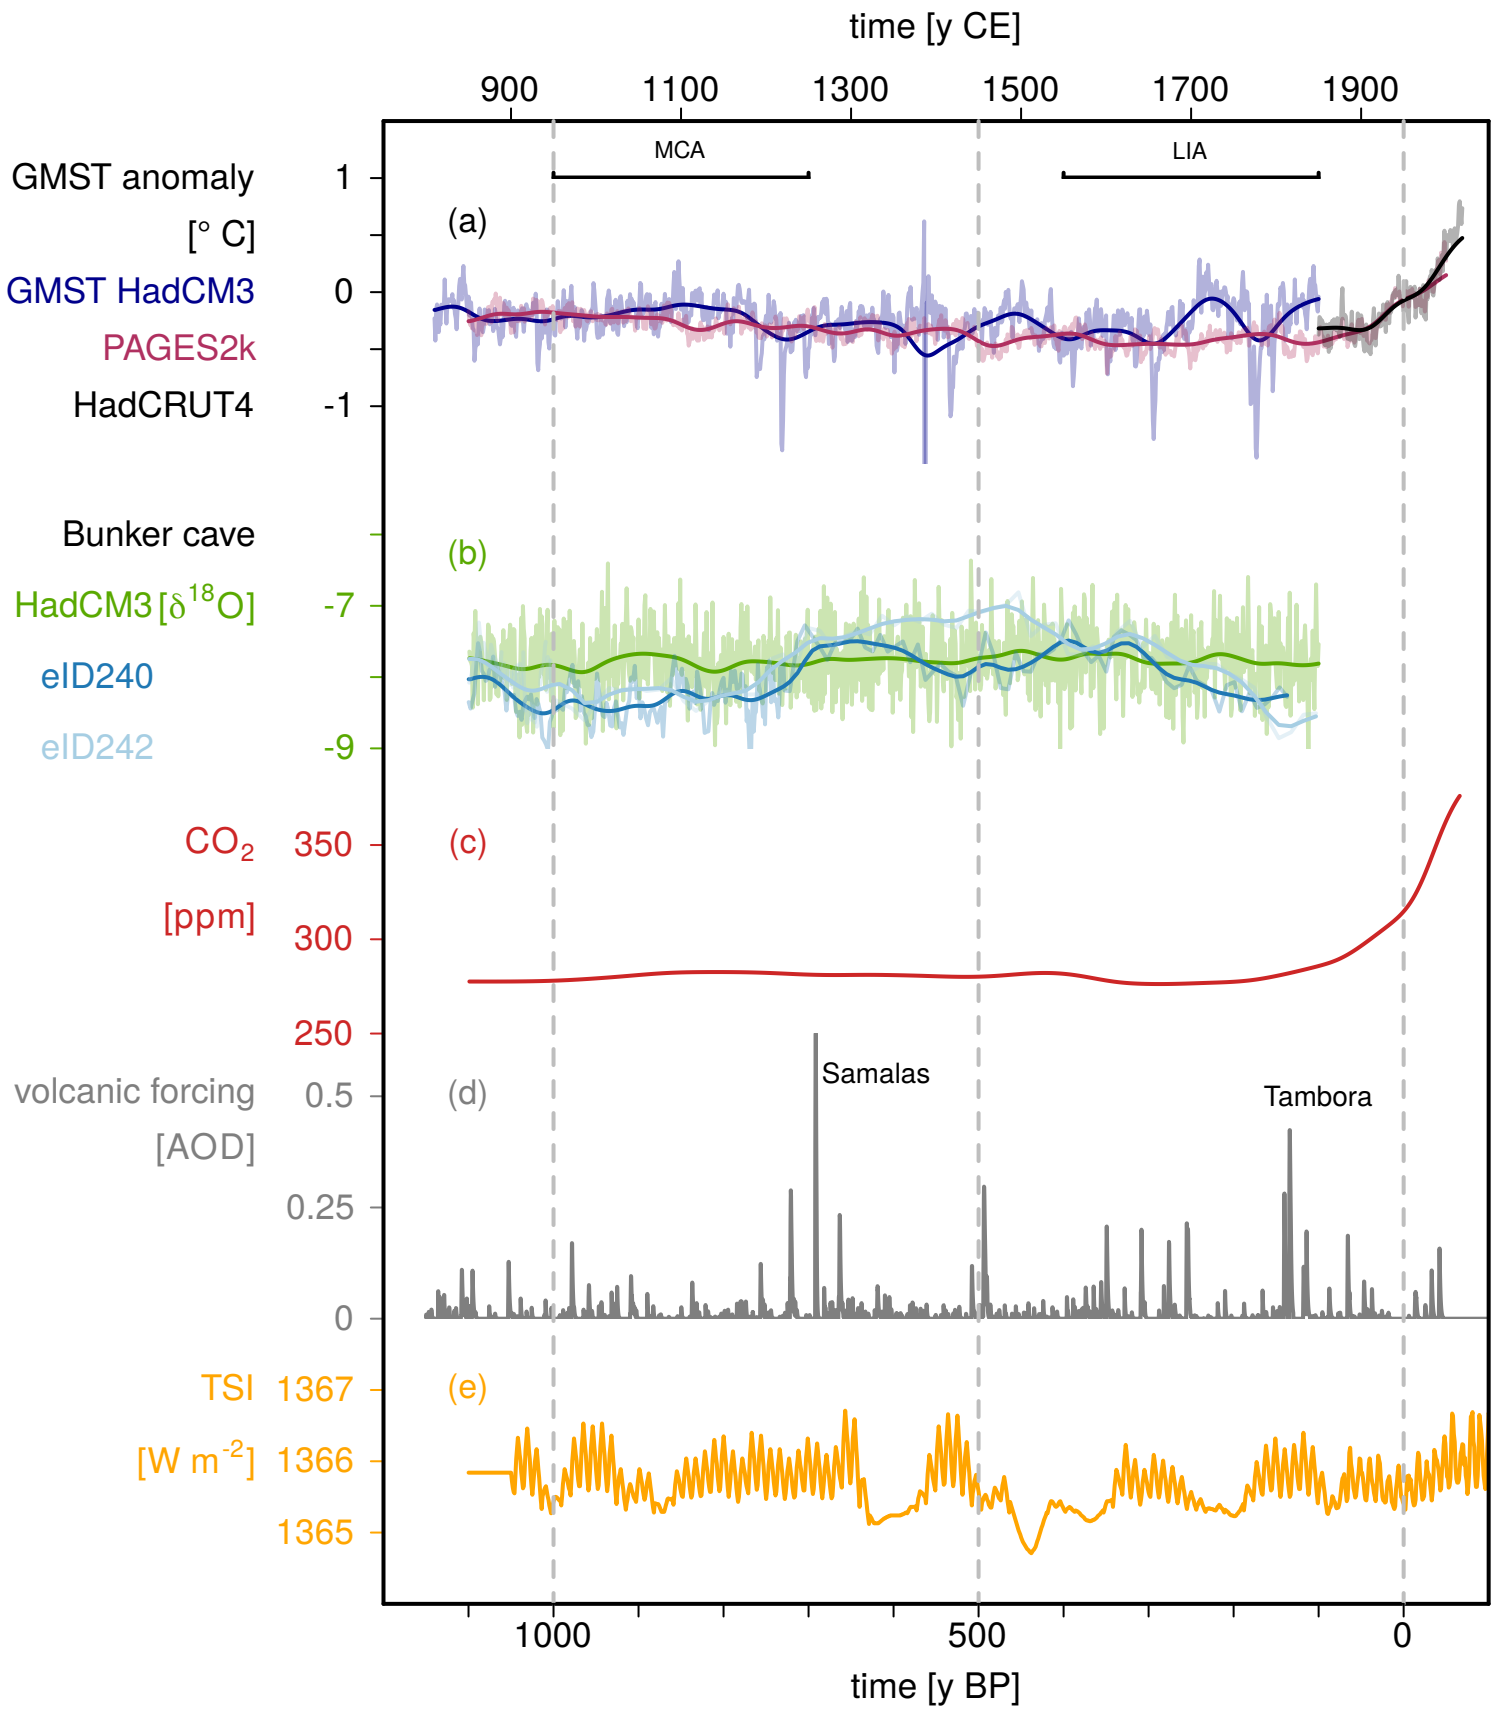 time [y CE]
900 1100 1300 1500 1700 1900
MCA LIA
GMST anomaly 1
(a)
[° C]
GMST HadCM3 0
PAGES2k
HadCRUT4 -1
Bunker cave
(b)
HadCM3 [δ¹⁸O] -7
eID240
eID242 -9
CO₂ 350 (c)
[ppm]
300
250
Samalas
volcanic forcing 0.5 (d) Tambora
[AOD]
0.25
0
TSI 1367 (e)
[W m⁻²] 1366
1365
1000 500 0
time [y BP]